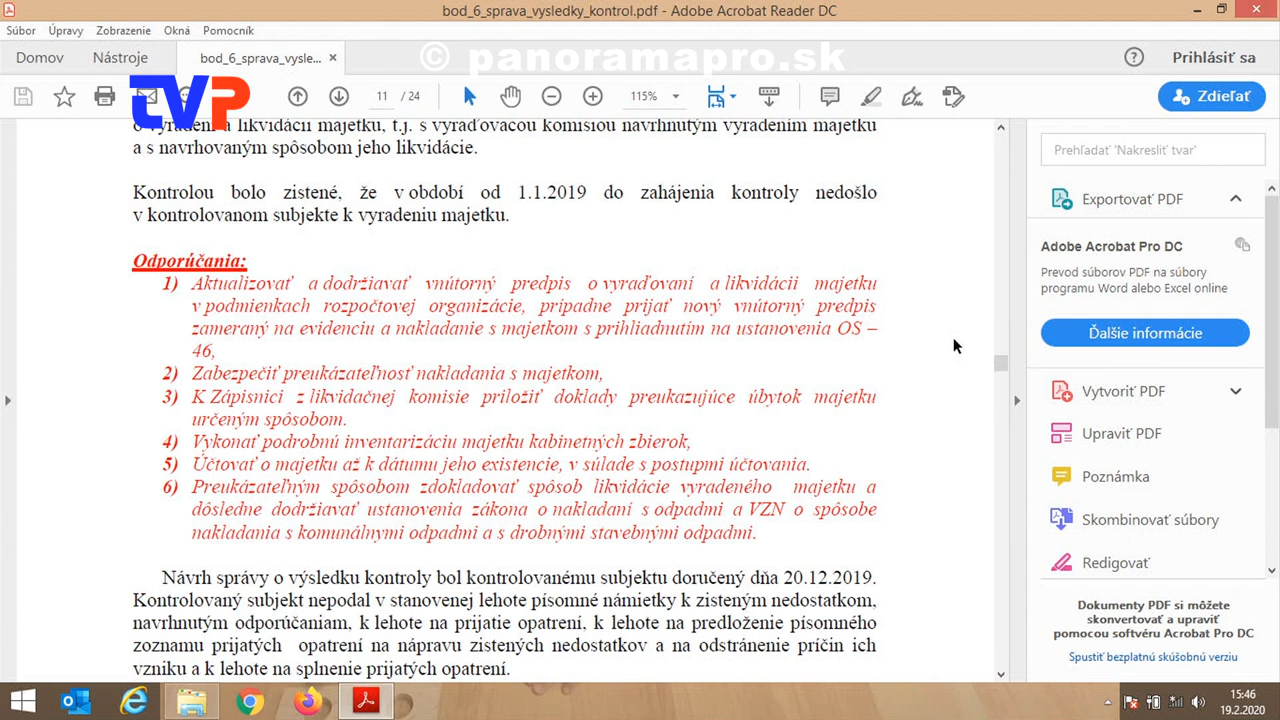 bod_6_sprava_vysledky_kontrol.pdf - Adobe Acrobat Reader DC
Súbor Úpravy Zobrazenie Okná Pomocník
Domov Nástroje bod_6_sprava_vysle... × © panoramapro.sk Prihlásiť sa
TVP 11 / 24 115% Zdieľať
o vyradení a likvidácii majetku, t.j. s vyraďovacou komisiou navrhnutým vyradením majetku
a s navrhovaným spôsobom jeho likvidácie.
Kontrolou bolo zistené, že v období od 1.1.2019 do zahájenia kontroly nedošlo
v kontrolovanom subjekte k vyradeniu majetku.
Odporúčania:
1) Aktualizovať a dodržiavať vnútorný predpis o vyraďovaní a likvidácii majetku
v podmienkach rozpočtovej organizácie, prípadne prijať nový vnútorný predpis
zameraný na evidenciu a nakladanie s majetkom s prihliadnutím na ustanovenia OS –
46,
2) Zabezpečiť preukázateľnosť nakladania s majetkom,
3) K Zápisnici z likvidačnej komisie priložiť doklady preukazujúce úbytok majetku
určeným spôsobom.
4) Vykonať podrobnú inventarizáciu majetku kabinetných zbierok,
5) Účtovať o majetku až k dátumu jeho existencie, v súlade s postupmi účtovania.
6) Preukázateľným spôsobom zdokladovať spôsob likvidácie vyradeného majetku a
dôsledne dodržiavať ustanovenia zákona o nakladaní s odpadmi a VZN o spôsobe
nakladania s komunálnymi odpadmi a s drobnými stavebnými odpadmi.
Návrh správy o výsledku kontroly bol kontrolovanému subjektu doručený dňa 20.12.2019.
Kontrolovaný subjekt nepodal v stanovenej lehote písomné námietky k zisteným nedostatkom,
navrhnutým odporúčaniam, k lehote na prijatie opatrení, k lehote na predloženie písomného
zoznamu prijatých opatrení na nápravu zistených nedostatkov a na odstránenie príčin ich
vzniku a k lehote na splnenie prijatých opatrení.
Prehľadať 'Nakresliť tvar'
Exportovať PDF
Adobe Acrobat Pro DC
Prevod súborov PDF na súbory
programu Word alebo Excel online
Ďalšie informácie
Vytvoriť PDF
Upraviť PDF
Poznámka
Skombinovať súbory
Redigovať
Dokumenty PDF si môžete
skonvertovať a upraviť
pomocou softvéru Acrobat Pro DC
Spustiť bezplatnú skúšobnú verziu
15:46
19.2.2020